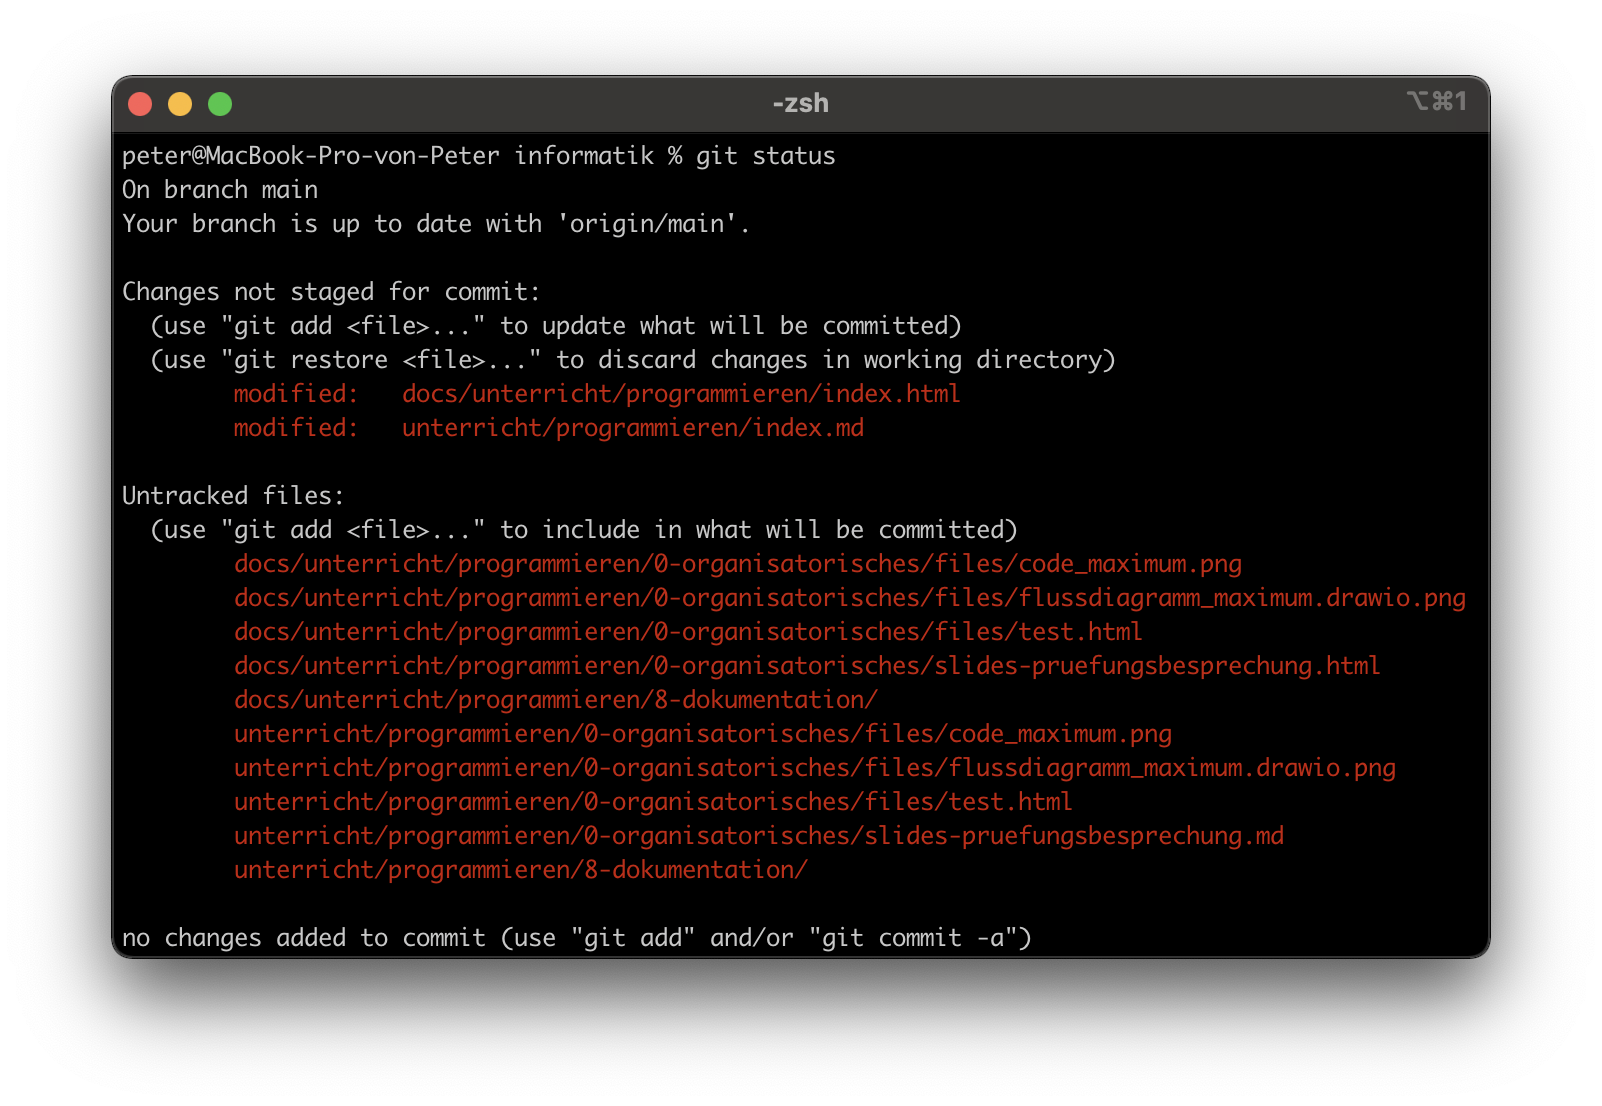 -zsh
⌥⌘1
peter@MacBook-Pro-von-Peter informatik % git status
On branch main
Your branch is up to date with 'origin/main'.
Changes not staged for commit:
  (use "git add <file>..." to update what will be committed)
  (use "git restore <file>..." to discard changes in working directory)
        modified:   docs/unterricht/programmieren/index.html
        modified:   unterricht/programmieren/index.md
Untracked files:
  (use "git add <file>..." to include in what will be committed)
        docs/unterricht/programmieren/0-organisatorisches/files/code_maximum.png
        docs/unterricht/programmieren/0-organisatorisches/files/flussdiagramm_maximum.drawio.png
        docs/unterricht/programmieren/0-organisatorisches/files/test.html
        docs/unterricht/programmieren/0-organisatorisches/slides-pruefungsbesprechung.html
        docs/unterricht/programmieren/8-dokumentation/
        unterricht/programmieren/0-organisatorisches/files/code_maximum.png
        unterricht/programmieren/0-organisatorisches/files/flussdiagramm_maximum.drawio.png
        unterricht/programmieren/0-organisatorisches/files/test.html
        unterricht/programmieren/0-organisatorisches/slides-pruefungsbesprechung.md
        unterricht/programmieren/8-dokumentation/
no changes added to commit (use "git add" and/or "git commit -a")